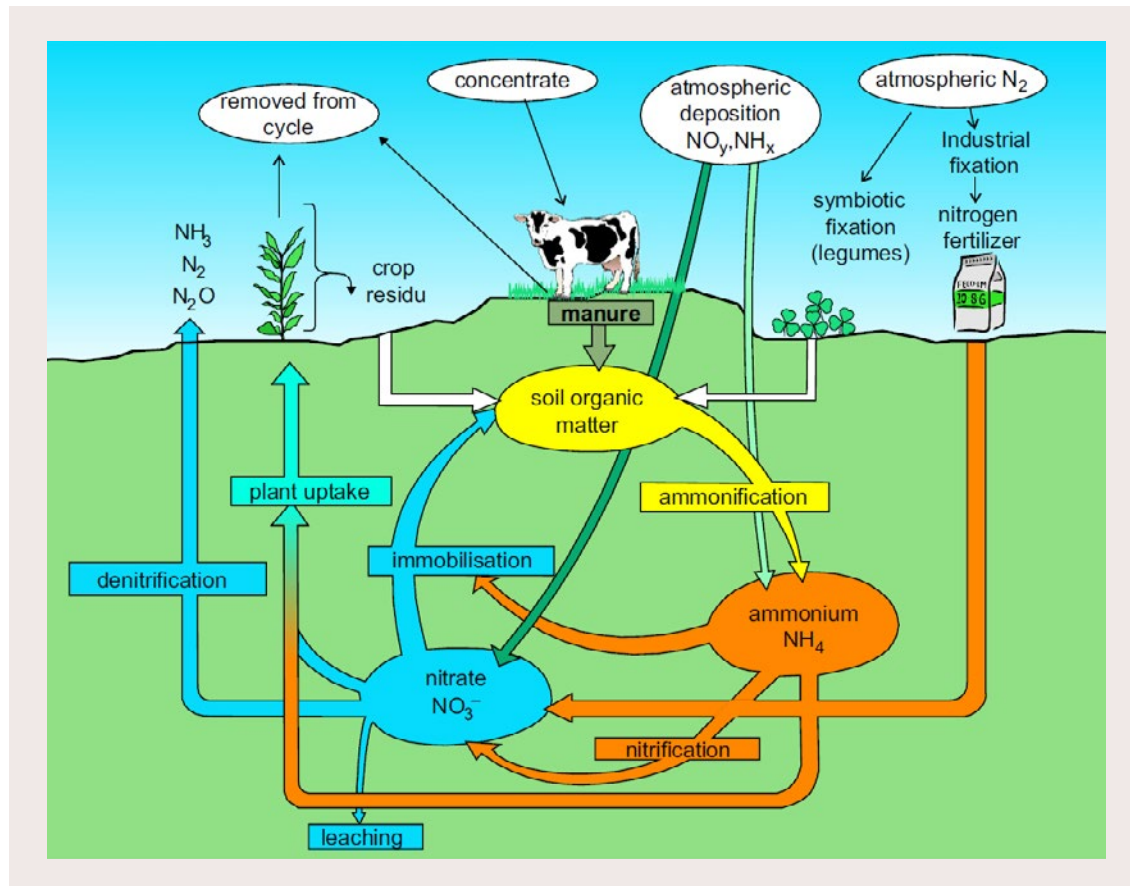 removed from
cycle
concentrate
atmospheric
deposition
NOy,NHx
atmospheric N2
Industrial
fixation
symbiotic
fixation
(legumes)
nitrogen
fertilizer
NH3
N2
N2O
crop
residu
manure
soil organic
matter
plant uptake
ammonification
immobilisation
denitrification
ammonium
NH4
nitrate
NO3−
nitrification
leaching